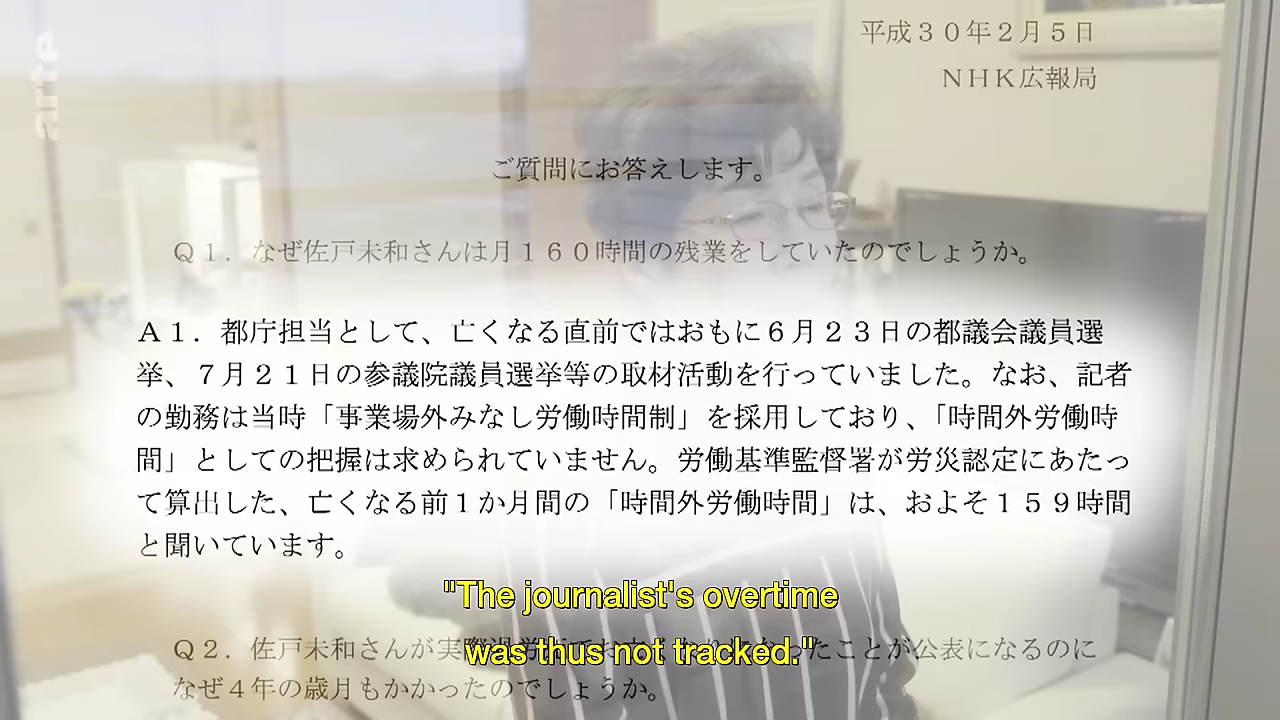 arte
平成３０年２月５日
ＮＨＫ広報局
ご質問にお答えします。
Ｑ１．なぜ佐戸未和さんは月１６０時間の残業をしていたのでしょうか。
Ａ１．都庁担当として、亡くなる直前ではおもに６月２３日の都議会議員選
挙、７月２１日の参議院議員選挙等の取材活動を行っていました。なお、記者
の勤務は当時「事業場外みなし労働時間制」を採用しており、「時間外労働時
間」としての把握は求められていません。労働基準監督署が労災認定にあたっ
て算出した、亡くなる前１か月間の「時間外労働時間」は、およそ１５９時間
と聞いています。
"The journalist's overtime
was thus not tracked."
Ｑ２．佐戸未和さんが実際 たことが公表になるのに
なぜ４年の歳月もかかったのでしょうか。